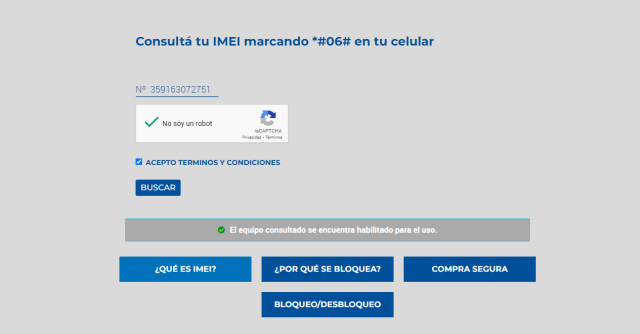 Consultá tu IMEI marcando *#06# en tu celular
Nº 359163072751
No soy un robot
reCAPTCHA
Privacidad - Términos
ACEPTO TERMINOS Y CONDICIONES
BUSCAR
El equipo consultado se encuentra habilitado para el uso.
¿QUÉ ES IMEI?
¿POR QUÉ SE BLOQUEA?
COMPRA SEGURA
BLOQUEO/DESBLOQUEO